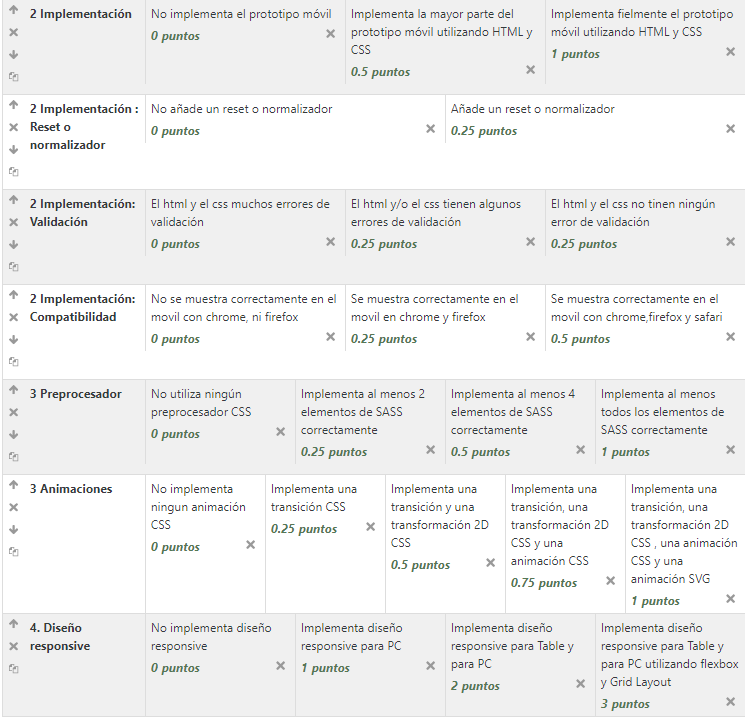 2 Implementación
No implementa el prototipo móvil
0 puntos
Implementa la mayor parte del
prototipo móvil utilizando HTML y
CSS
0.5 puntos
Implementa fielmente el prototipo
móvil utilizando HTML y CSS
1 puntos
2 Implementación :
Reset o
normalizador
No añade un reset o normalizador
0 puntos
Añade un reset o normalizador
0.25 puntos
2 Implementación:
Validación
El html y el css muchos errores de
validación
0 puntos
El html y/o el css tienen algunos
errores de validación
0.25 puntos
El html y el css no tinen ningún
error de validación
0.25 puntos
2 Implementación:
Compatibilidad
No se muestra correctamente en el
movil con chrome, ni firefox
0 puntos
Se muestra correctamente en el
movil en chrome y firefox
0.25 puntos
Se muestra correctamente en el
movil con chrome,firefox y safari
0.5 puntos
3 Preprocesador
No utiliza ningún
preprocesador CSS
0 puntos
Implementa al menos 2
elementos de SASS
correctamente
0.25 puntos
Implementa al menos 4
elementos de SASS
correctamente
0.5 puntos
Implementa al menos
todos los elementos de
SASS correctamente
1 puntos
3 Animaciones
No implementa
ningun animación
CSS
0 puntos
Implementa una
transición CSS
0.25 puntos
Implementa una
transición y una
transformación 2D
CSS
0.5 puntos
Implementa una
transición, una
transformación 2D
CSS y una
animación CSS
0.75 puntos
Implementa una
transición, una
transformación 2D
CSS , una animación
CSS y una
animación SVG
1 puntos
4. Diseño
responsive
No implementa diseño
responsive
0 puntos
Implementa diseño
responsive para PC
1 puntos
Implementa diseño
responsive para Table y
para PC
2 puntos
Implementa diseño
responsive para Table y
para PC utilizando flexbox
y Grid Layout
3 puntos